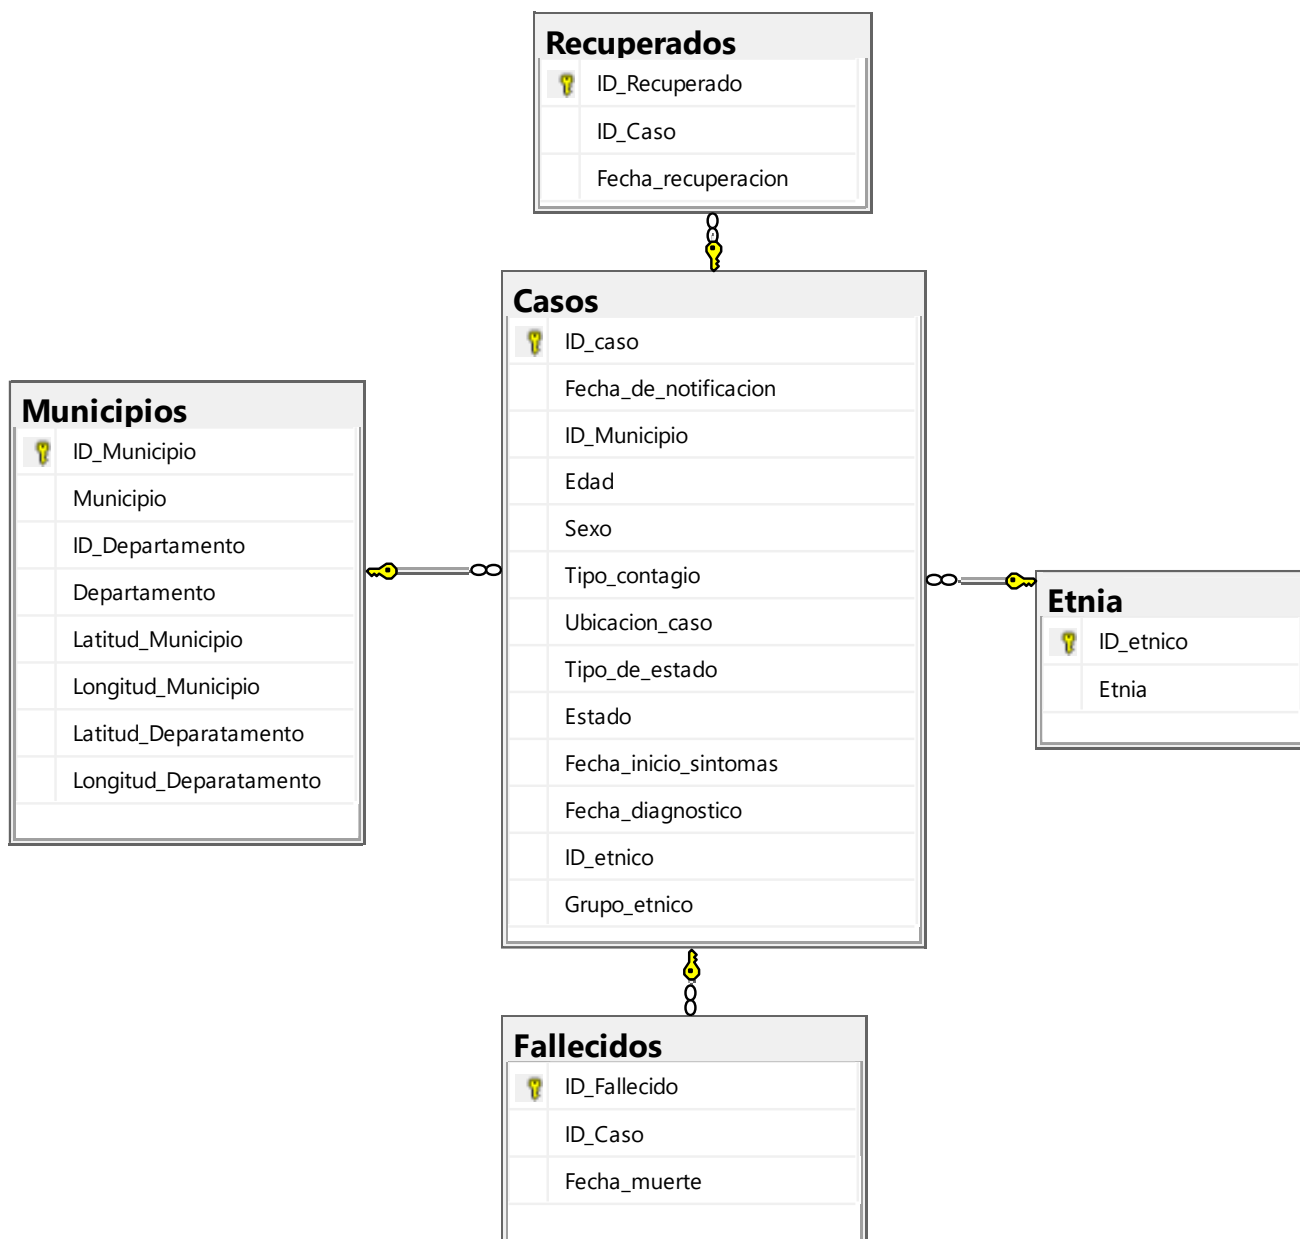 Recuperados
ID_Recuperado
ID_Caso
Fecha_recuperacion
Casos
ID_caso
Fecha_de_notificacion
ID_Municipio
Edad
Sexo
Tipo_contagio
Ubicacion_caso
Tipo_de_estado
Estado
Fecha_inicio_sintomas
Fecha_diagnostico
ID_etnico
Grupo_etnico
Municipios
ID_Municipio
Municipio
ID_Departamento
Departamento
Latitud_Municipio
Longitud_Municipio
Latitud_Deparatamento
Longitud_Deparatamento
Etnia
ID_etnico
Etnia
Fallecidos
ID_Fallecido
ID_Caso
Fecha_muerte